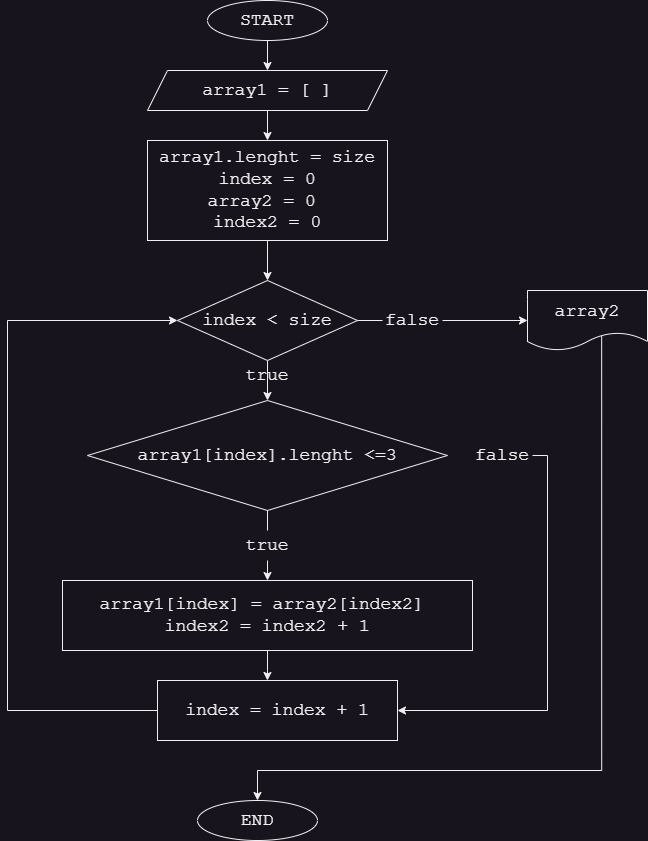 START
array1 = [ ]
array1.lenght = size
index = 0
array2 = 0
index2 = 0
index < size
false
array2
true
array1[index].lenght <=3
false
true
array1[index] = array2[index2]
index2 = index2 + 1
index = index + 1
END